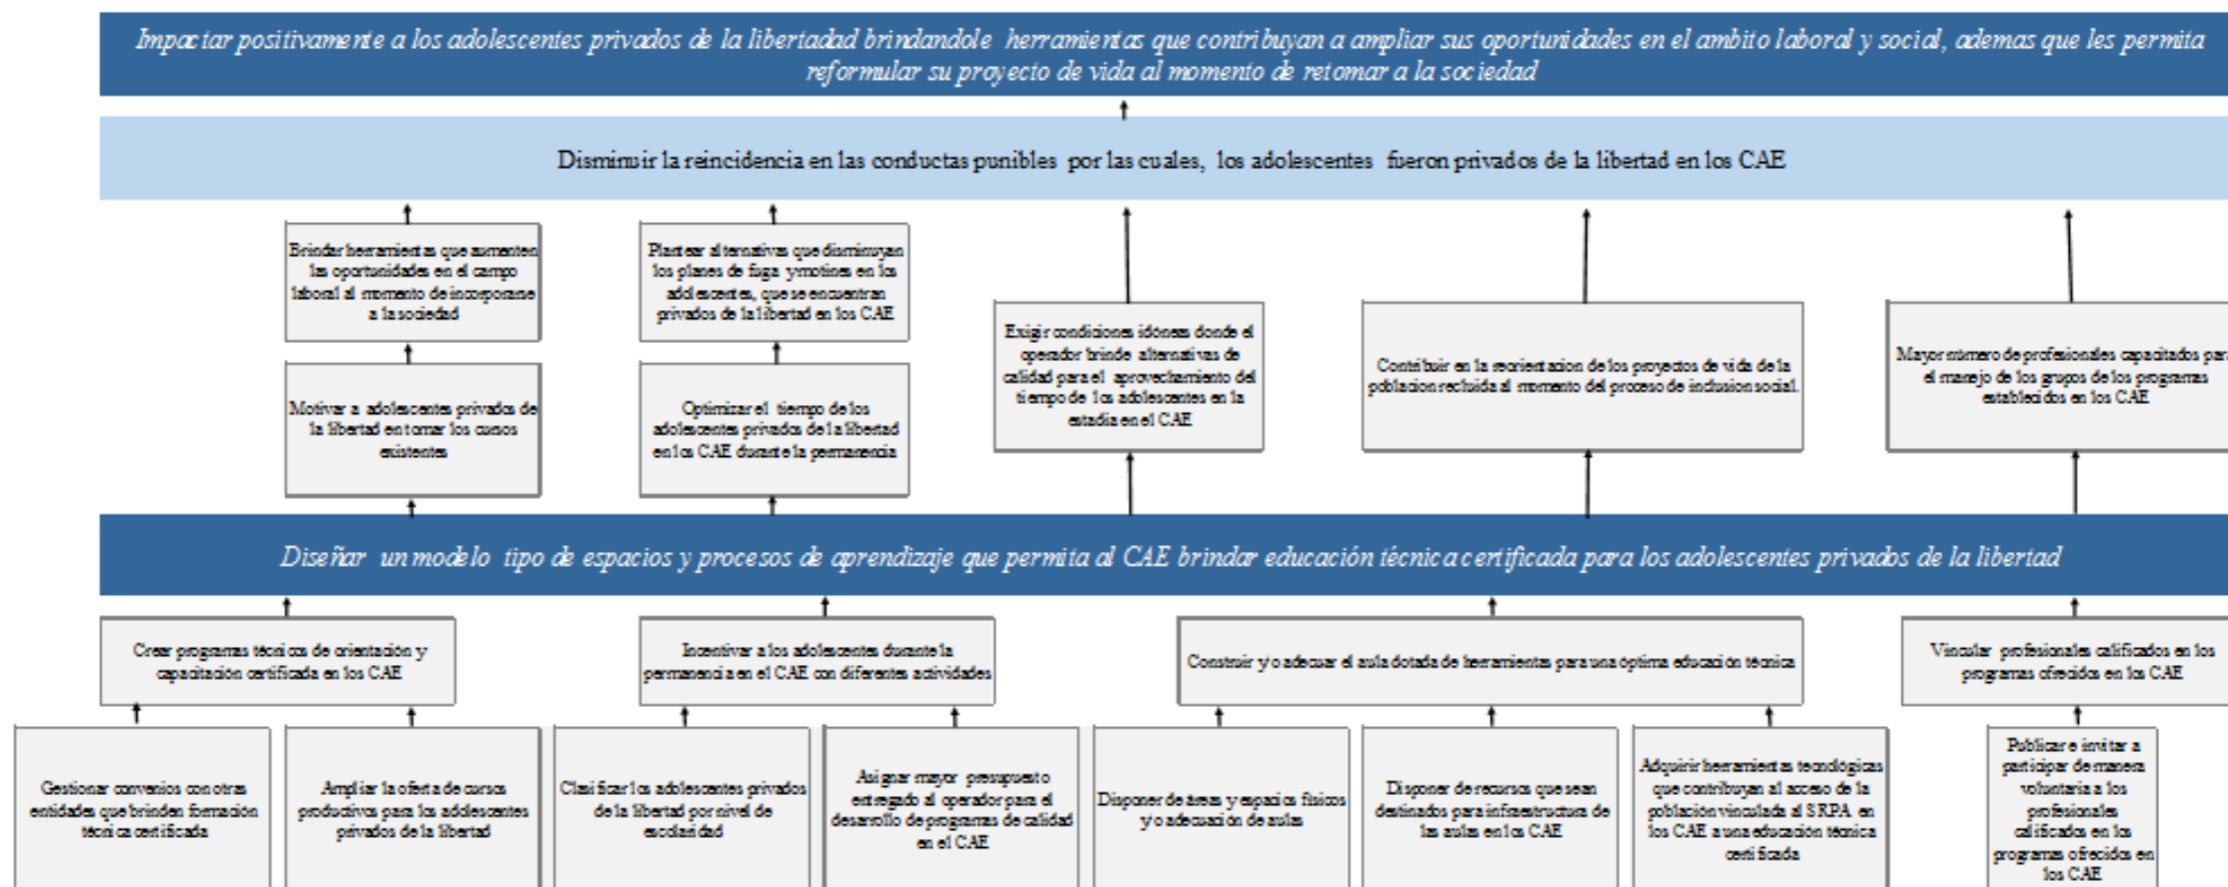 Impactar positivamente a los adolescentes privados de la libertadad brindandole herramientas que contribuyan a ampliar sus oportunidades en el ambito laboral y social, ademas que les permita
reformular su proyecto de vida al momento de retomar a la sociedad
Disminuir la reincidencia en las conductas punibles por las cuales, los adolescentes fueron privados de la libertad en los CAE
Brindar herramientas que aumenten
las oportunidades en el campo
laboral al momento de incorporarse
a la sociedad
Plantear alternativas que disminuyan
los planes de fuga y motines en los
adolescentes, que se encuentran
privados de la libertad en los CAE
Exigir condiciones idóneas donde el
operador brinde alternativas de
calidad para el aprovechamiento del
tiempo de los adolescentes en la
estadía en el CAE
Contribuir en la reorientacion de los proyectos de vida de la
poblacion recluida al momento del proceso de inclusion social.
Mayor número de profesionales capacitados para
el manejo de los grupos de los programas
establecidos en los CAE
Motivar a adolescentes privados de
la libertad en tomar los cursos
existentes
Optimizar el tiempo de los
adolescentes privados de la libertad
en los CAE durante la permanencia
Diseñar un modelo tipo de espacios y procesos de aprendizaje que permita al CAE brindar educación técnica certificada para los adolescentes privados de la libertad
Crear programas técnicos de orientación y
capacitación certificada en los CAE
Incentivar a los adolescentes durante la
permanencia en el CAE con diferentes actividades
Construir y/o adecuar el aula dotada de herramientas para una óptima educación técnica
Vincular profesionales calificados en los
programas ofrecidos en los CAE
Gestionar convenios con otras
entidades que brinden formación
técnica certificada
Ampliar la oferta de cursos
productivos para los adolescentes
privados de la libertad
Clasificar los adolescentes privados
de la libertad por nivel de
escolaridad
Asignar mayor presupuesto
entregado al operador para el
desarrollo de programas de calidad
en el CAE
Disponer de áreas y espacios físicos
y/o adecuación de aulas
Disponer de recursos que sean
destinados para infraestructura de
las aulas en los CAE
Adquirir herramientas tecnológicas
que contribuyan al acceso de la
población vinculada al SRPA en
los CAE a una educación técnica
certificada
Publicar e invitar a
participar de manera
voluntaria a los
profesionales
calificados en los
programas ofrecidos en
los CAE